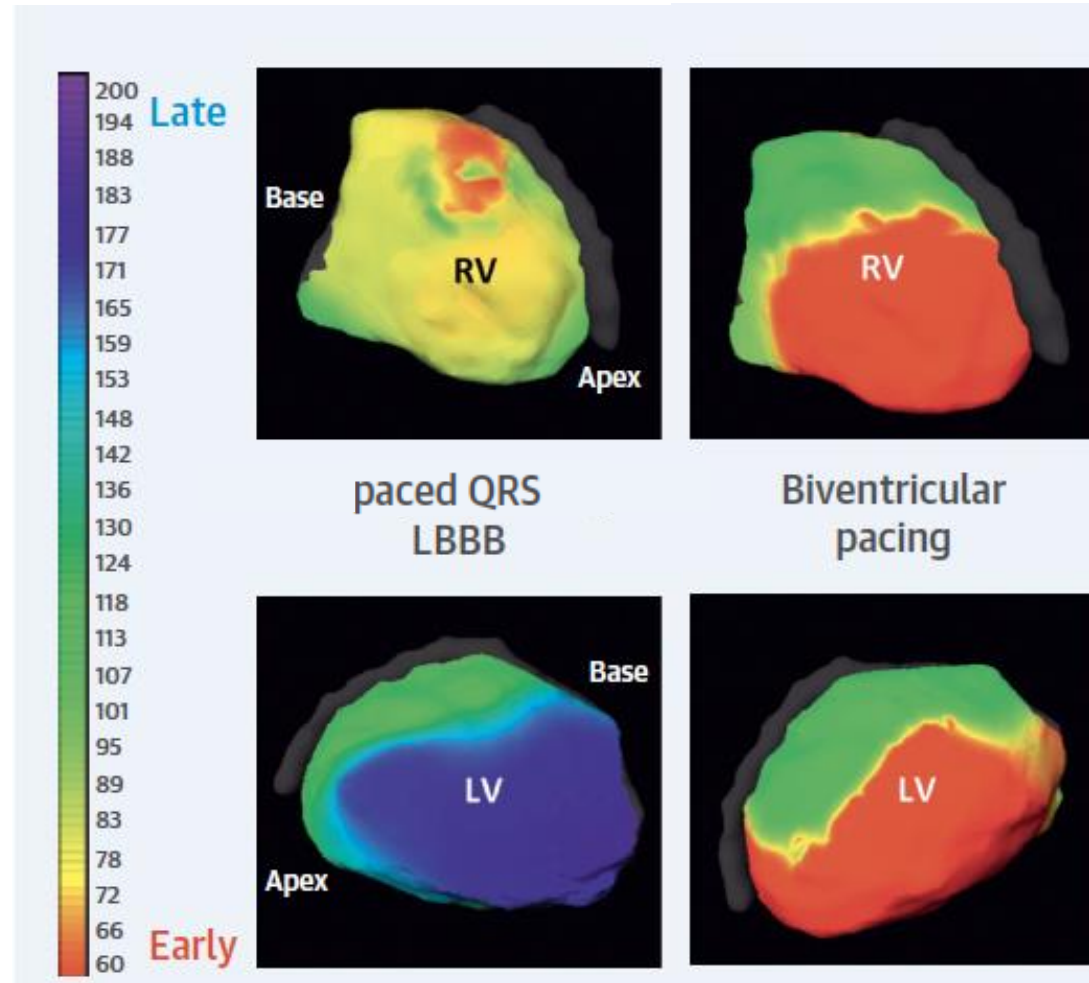 200
194
188
183
177
171
165
159
153
148
142
136
130
124
118
113
107
101
95
89
83
78
72
66
60
Late
Early
Base
RV
Apex
RV
paced QRS
LBBB
Biventricular
pacing
Base
LV
Apex
LV